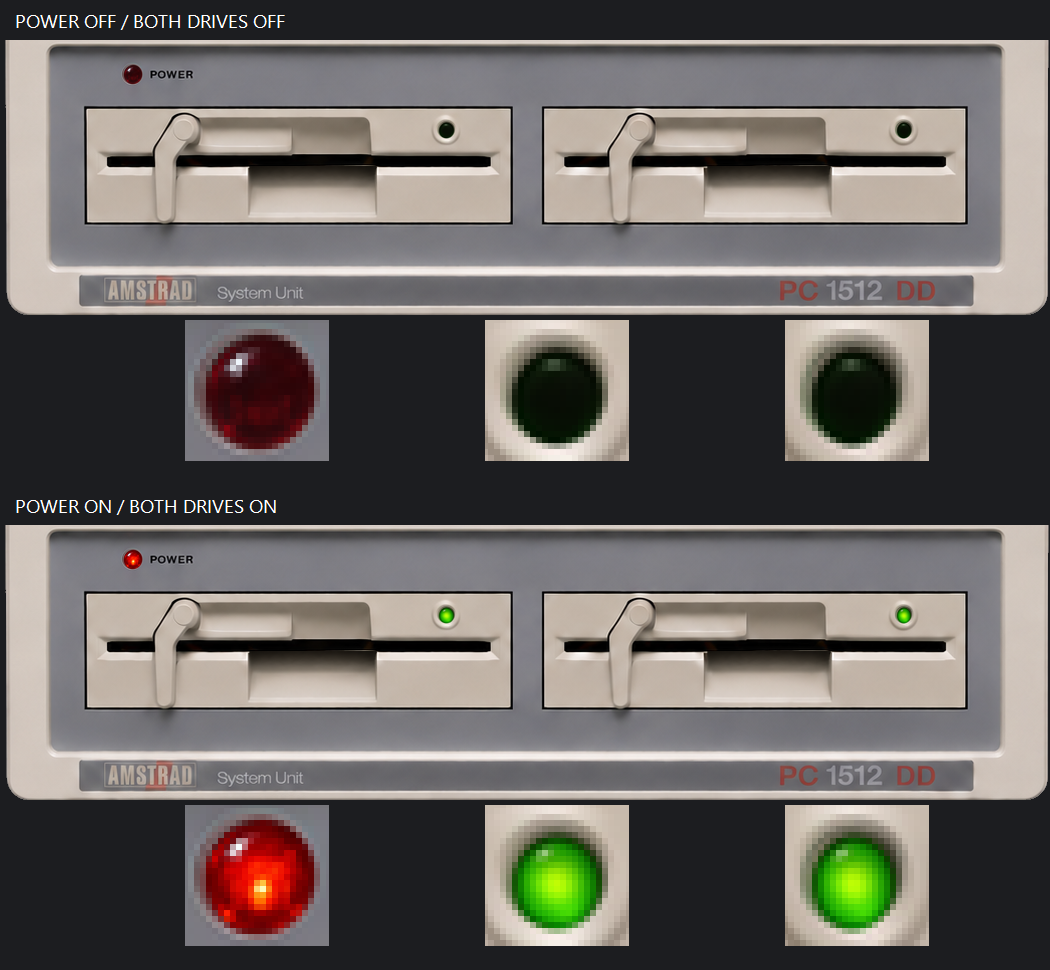 POWER OFF / BOTH DRIVES OFF
POWER
AMSTRAD System Unit PC 1512 DD
POWER ON / BOTH DRIVES ON
POWER
AMSTRAD System Unit PC 1512 DD